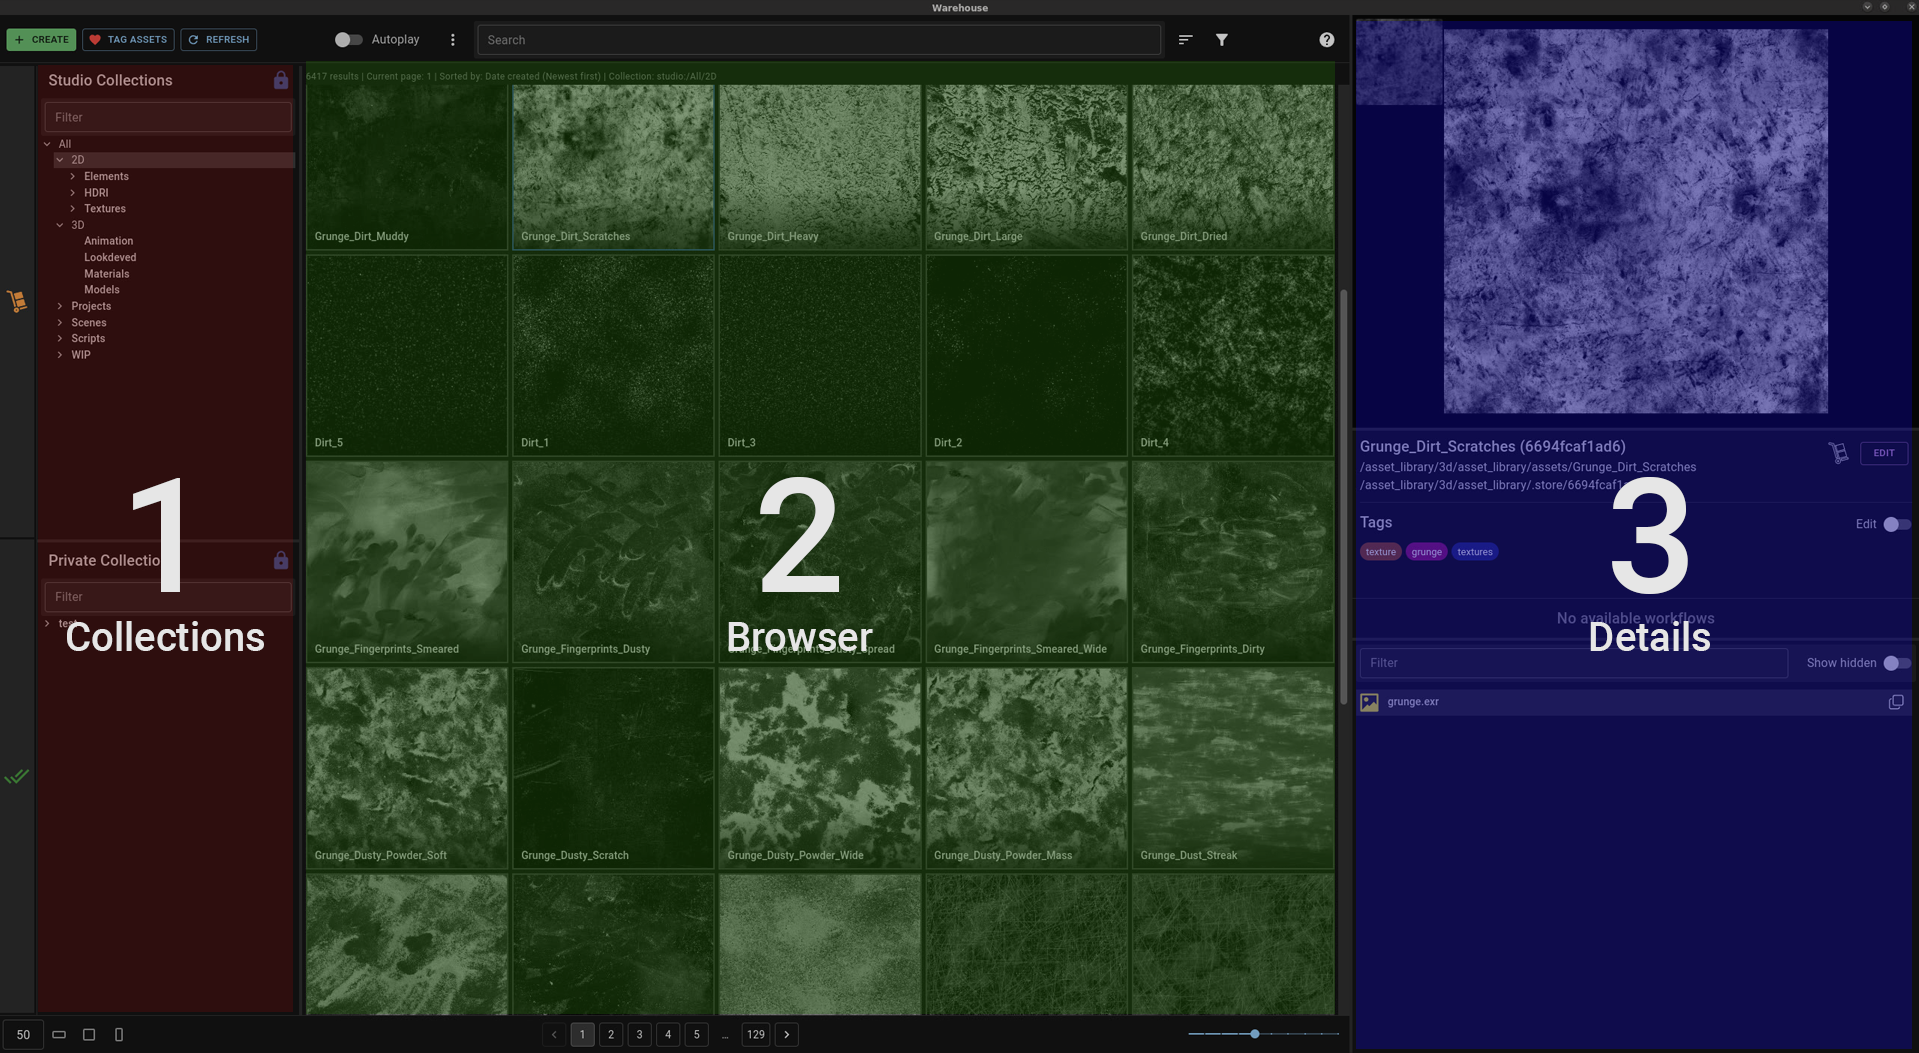 Warehouse
CREATE
TAG ASSETS
REFRESH
Autoplay
Search
Studio Collections
Filter
All
2D
Elements
HDRI
Textures
3D
Animation
Lookdeved
Materials
Models
Projects
Scenes
Scripts
WIP
Private Collectio
Filter
1
Collections
6417 results | Current page: 1 | Sorted by: Date created (Newest first) | Collection: studio:/All/2D
Grunge_Dirt_Muddy
Grunge_Dirt_Scratches
Grunge_Dirt_Heavy
Grunge_Dirt_Large
Grunge_Dirt_Dried
Dirt_5
Dirt_1
Dirt_3
Dirt_2
Dirt_4
2
Browser
Grunge_Fingerprints_Smeared
Grunge_Fingerprints_Dusty
Grunge_Fingerprints_Dusty_Spread
Grunge_Fingerprints_Smeared_Wide
Grunge_Fingerprints_Dirty
Grunge_Dusty_Powder_Soft
Grunge_Dusty_Scratch
Grunge_Dusty_Powder_Wide
Grunge_Dusty_Powder_Mass
Grunge_Dust_Streak
Grunge_Dirt_Scratches (6694fcaf1ad6)
EDIT
/asset_library/3d/asset_library/assets/Grunge_Dirt_Scratches
/asset_library/3d/asset_library/.store/6694fcaf1
Tags
Edit
texture
grunge
textures
3
No available workflows
Details
Filter
Show hidden
grunge.exr
50
1
2
3
4
5
...
129